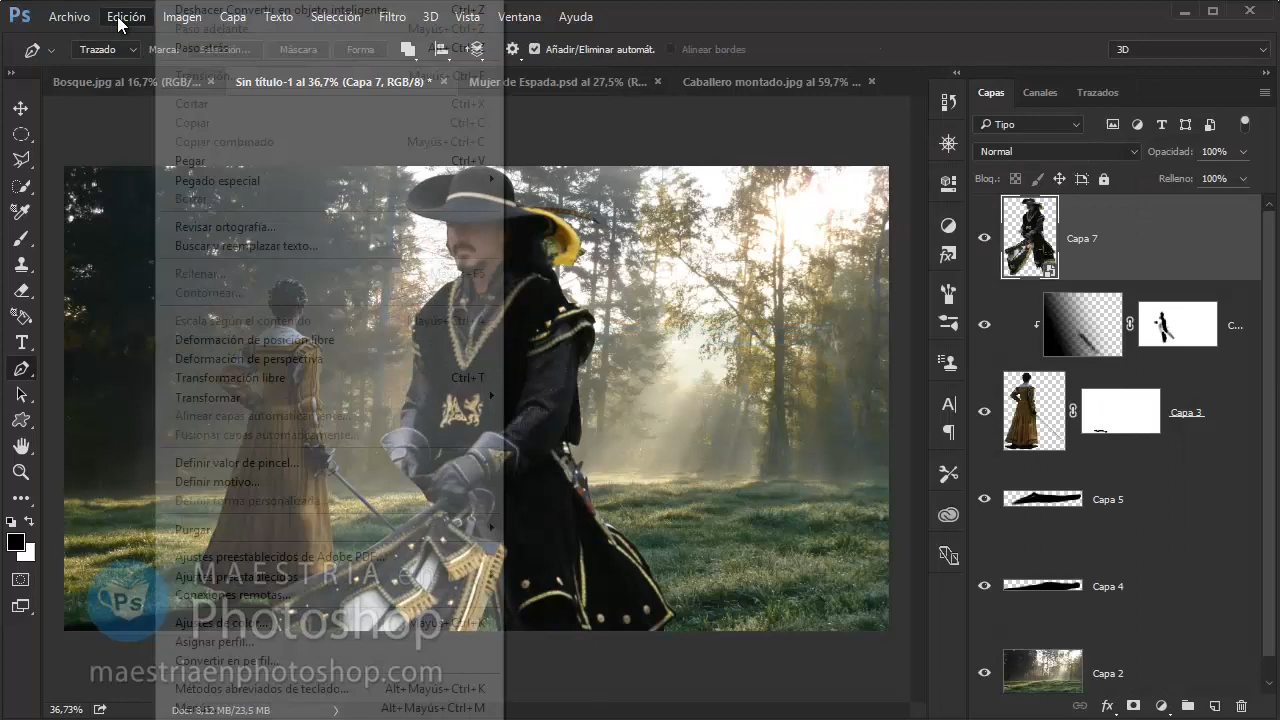 Ps Archivo Edición Imagen Capa Texto Selección Filtro 3D Vista Ventana Ayuda
Deshacer Convertir en objeto inteligente Ctrl+Z
Paso adelante Mayús+Ctrl+Z
Paso atrás
Trazado Marca: Selección... Máscara Forma Añadir/Eliminar automát. Alinear bordes 3D
Bosque.jpg al 16,7% (RGB/... × Sin título-1 al 36,7% (Capa 7, RGB/8) * × Mujer de Espada.psd al 27,5% (R... × Caballero montado.jpg al 59,7% ... ×
Cortar Ctrl+X
Copiar Ctrl+C
Copiar combinado Mayús+Ctrl+C
Pegar Ctrl+V
Pegado especial
Borrar
Revisar ortografía...
Buscar y reemplazar texto...
Rellenar...
Contornear...
Escala según el contenido
Deformación de posición libre
Deformación de perspectiva
Transformación libre Ctrl+T
Transformar
Alinear capas automáticamente...
Fusionar capas automáticamente...
Definir valor de pincel...
Definir motivo...
Definir forma personalizada...
Purgar
Ajustes preestablecidos de Adobe PDF...
Ajustes preestablecidos
Conexiones remotas...
Ajustes de color...
Asignar perfil...
Convertir en perfil...
Métodos abreviados de teclado... Alt+Mayús+Ctrl+K
Alt+Mayús+Ctrl+M
Ps
MAESTRIA en
Photoshop
maestriaenphotoshop.com
36,73% Doc: 8,12 MB/23,5 MB
Capas Canales Trazados
Tipo
Normal Opacidad: 100%
Bloq.: Relleno: 100%
Capa 7
C...
Capa 3
Capa 5
Capa 4
Capa 2